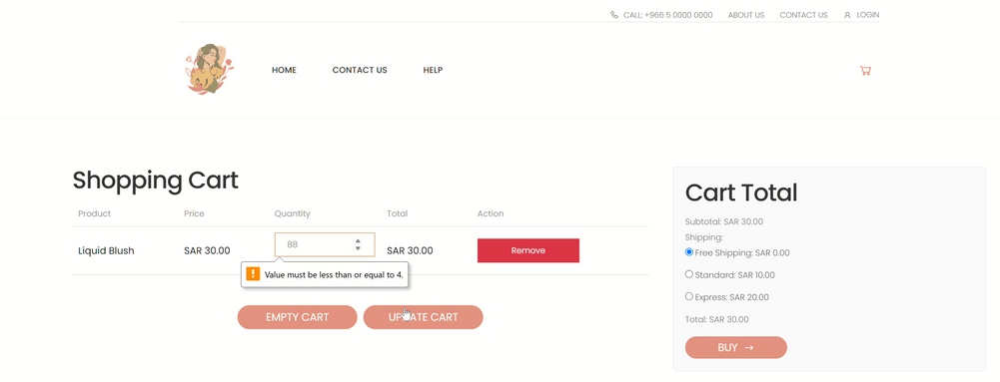 CALL: +966 5 0000 0000 ABOUT US CONTACT US LOGIN
HOME CONTACT US HELP
Shopping Cart
Product Price Quantity Total Action
Liquid Blush SAR 30.00 88 SAR 30.00 Remove
! Value must be less than or equal to 4.
EMPTY CART UPDATE CART
Cart Total
Subtotal: SAR 30.00
Shipping:
Free Shipping: SAR 0.00
Standard: SAR 10.00
Express: SAR 20.00
Total: SAR 30.00
BUY →